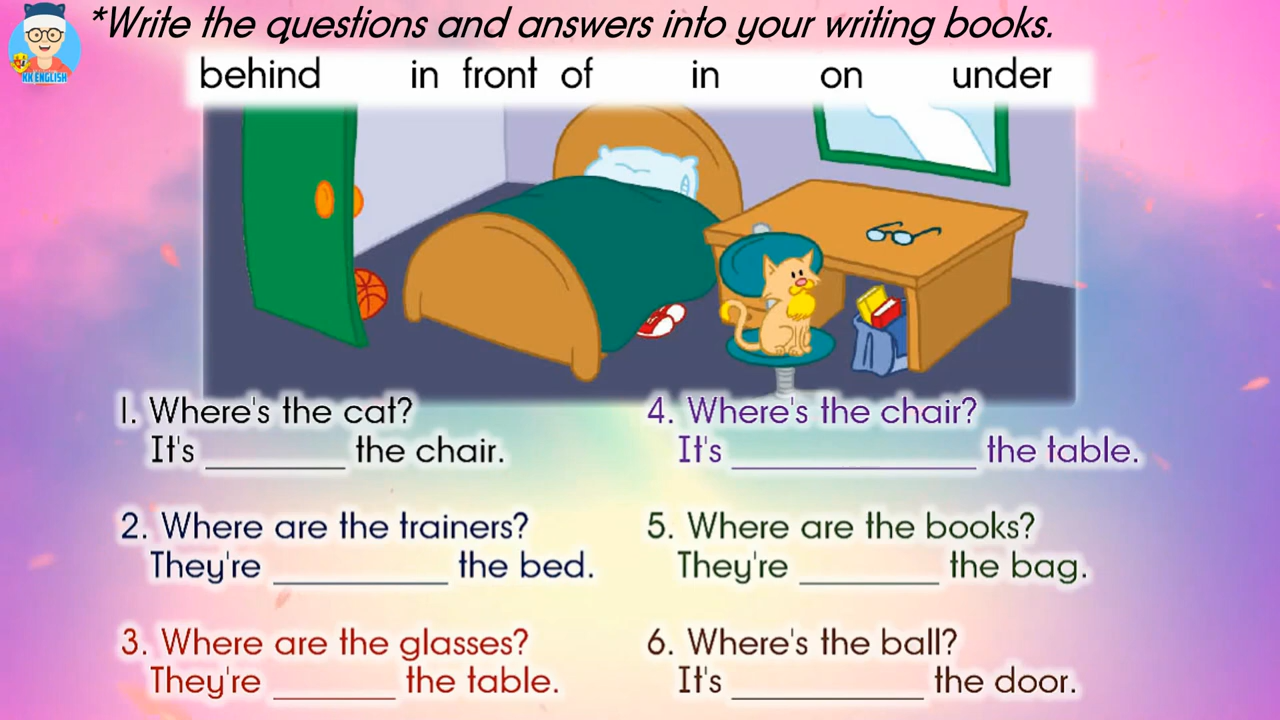 *Write the questions and answers into your writing books.
KK ENGLISH
behind in front of in on under
1. Where's the cat?
It's ________ the chair.
2. Where are the trainers?
They're __________ the bed.
3. Where are the glasses?
They're _______ the table.
4. Where's the chair?
It's ______________ the table.
5. Where are the books?
They're ________ the bag.
6. Where's the ball?
It's ___________ the door.